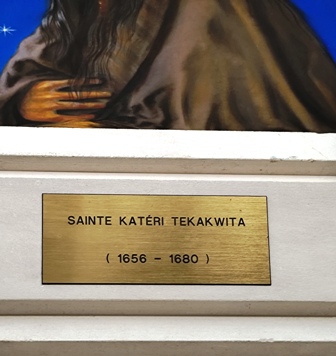 SAINTE KATÉRI TEKAKWITA
( 1656 - 1680 )